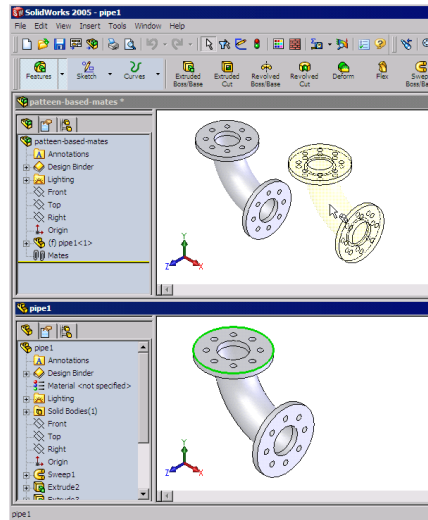 SolidWorks 2005 - pipe1
File Edit View Insert Tools Window Help
Features Sketch Curves Extruded Boss/Base Extruded Cut Revolved Boss/Base Revolved Cut Deform Flex
patteen-based-mates *
patteen-based-mates
Annotations
Design Binder
Lighting
Front
Top
Right
Origin
(f) pipe1<1>
Mates
Y
Z X
pipe1
pipe1
Annotations
Design Binder
Material <not specified>
Lighting
Solid Bodies(1)
Front
Top
Right
Origin
Sweep1
Extrude2
Y
Z X
pipe1